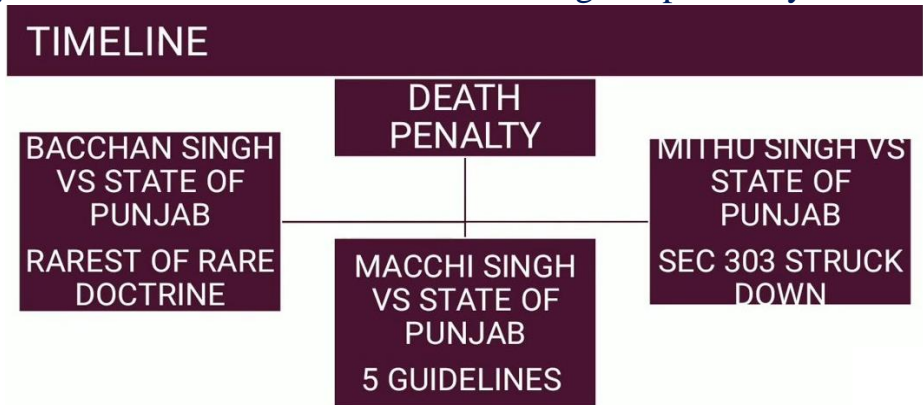 TIMELINE
DEATH
PENALTY
BACCHAN SINGH
VS STATE OF
PUNJAB
RAREST OF RARE
DOCTRINE
MACCHI SINGH
VS STATE OF
PUNJAB
5 GUIDELINES
MITHU SINGH VS
STATE OF
PUNJAB
SEC 303 STRUCK
DOWN